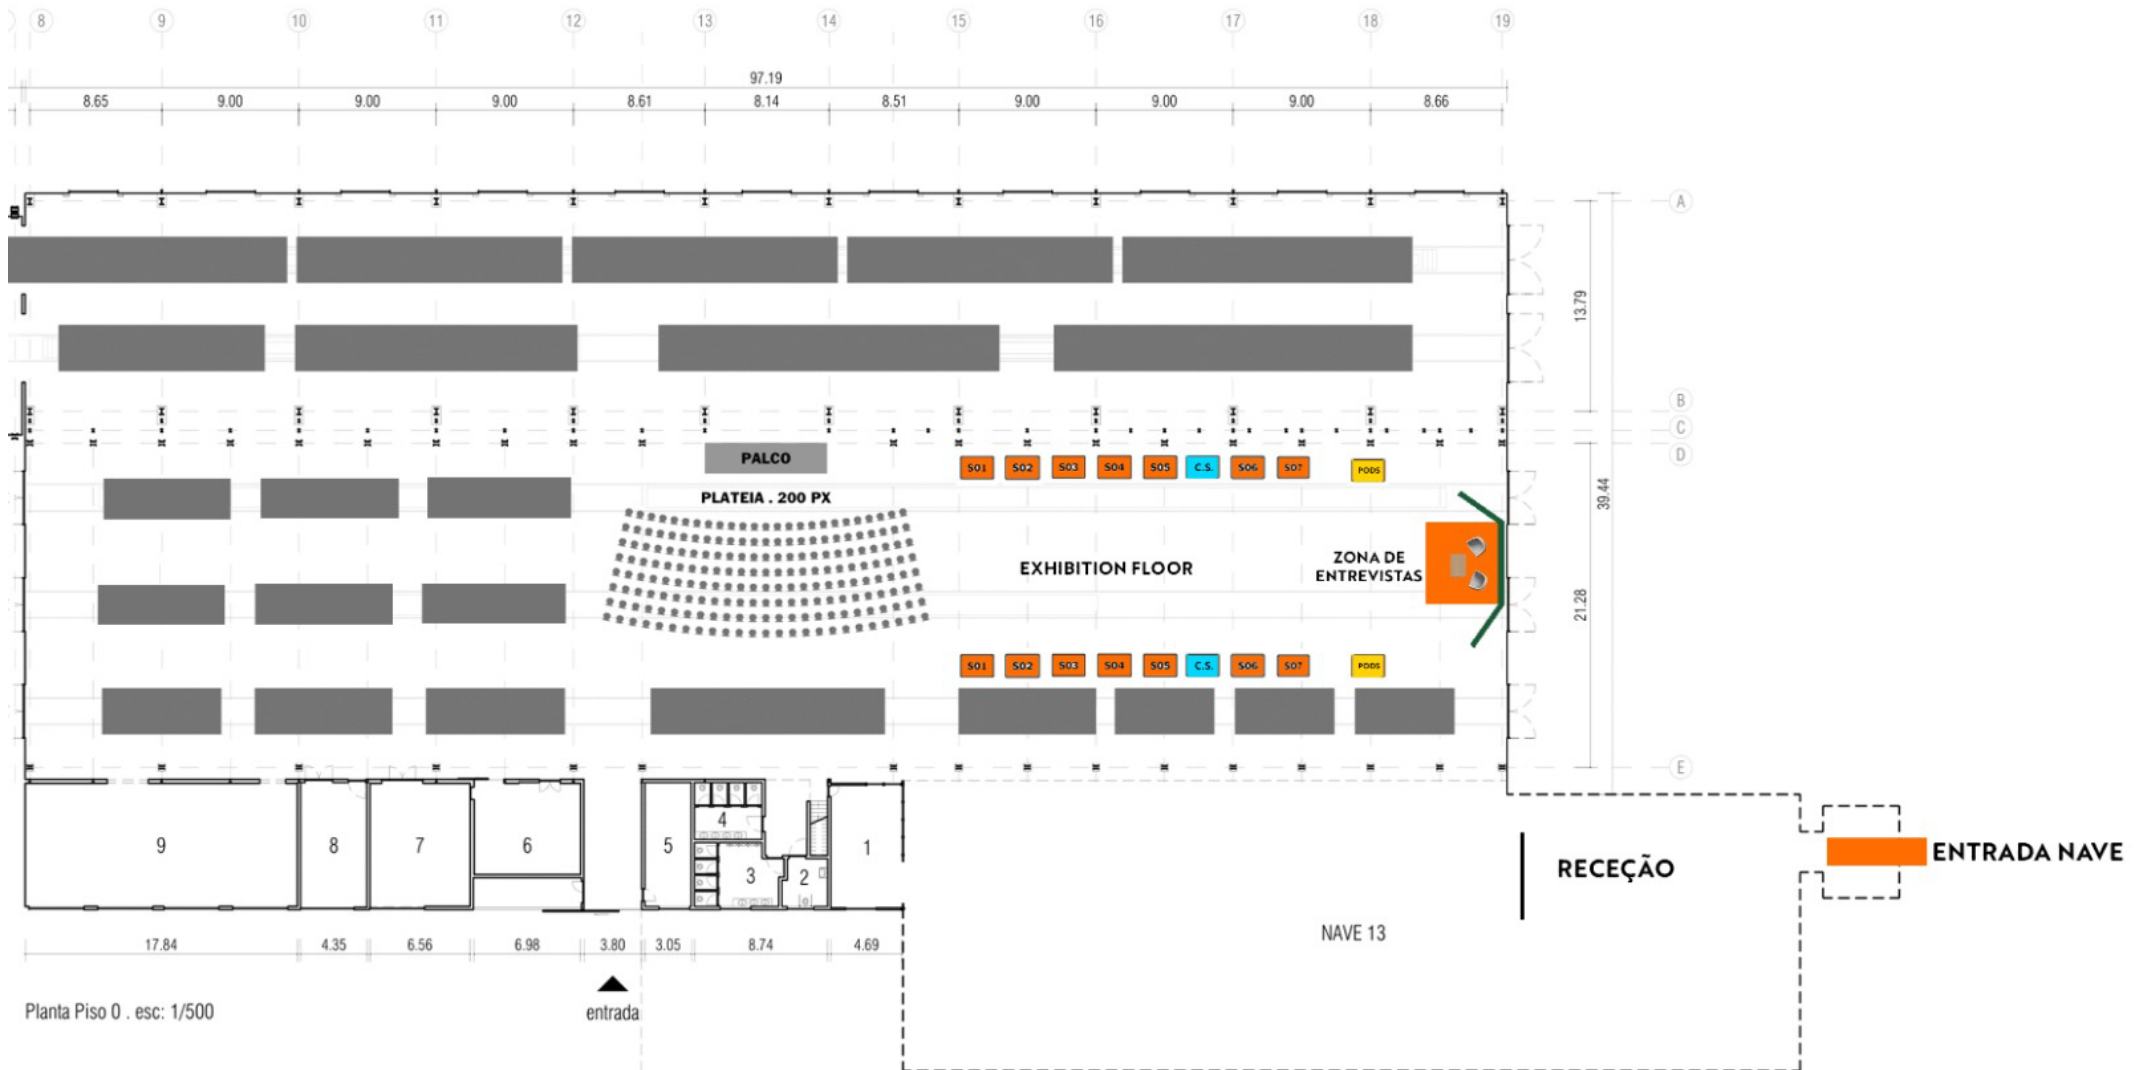 8 9 10 11 12 13 14 15 16 17 18 19
97.19
8.65 9.00 9.00 9.00 8.61 8.14 8.51 9.00 9.00 9.00 8.66
A
13.79
B
C
D
PALCO
S01 S02 S03 S04 S05 C.S. S06 S07 PODS
PLATEIA . 200 PX
39.44
EXHIBITION FLOOR
ZONA DE
ENTREVISTAS
21.28
S01 S02 S03 S04 S05 C.S. S06 S07 PODS
E
9 8 7 6 5 4 3 2 1
RECEÇÃO
ENTRADA NAVE
NAVE 13
17.84 4.35 6.56 6.98 3.80 3.05 8.74 4.69
entrada
Planta Piso 0 . esc: 1/500